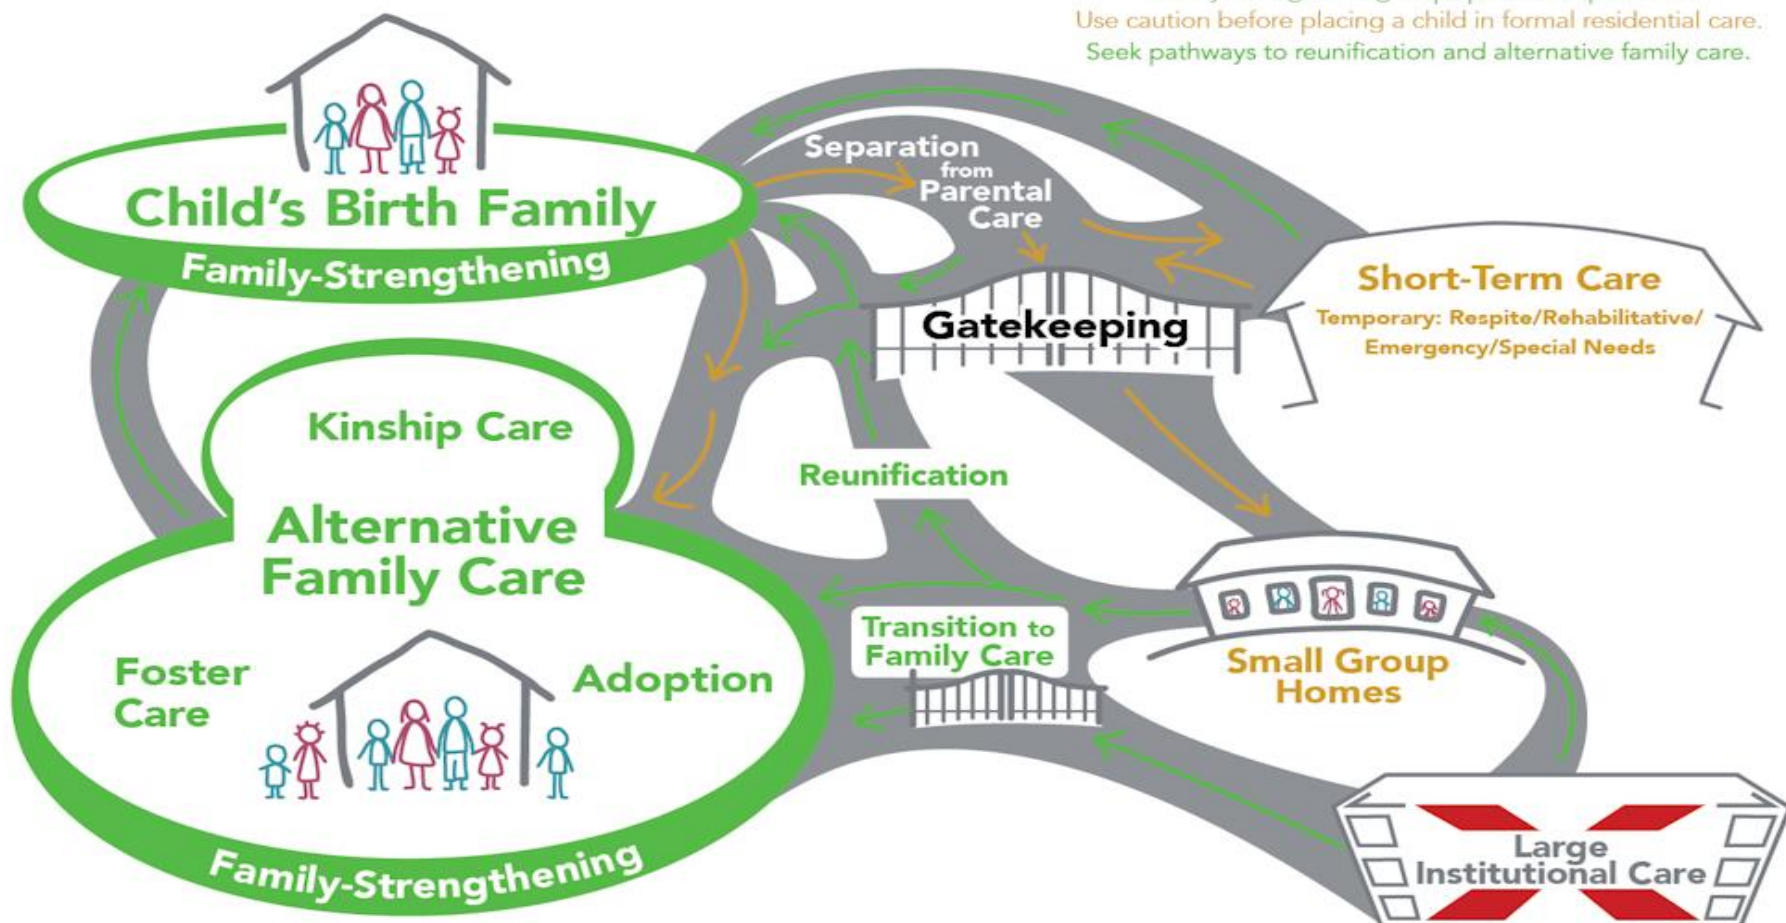 Use caution before placing a child in formal residential care.
Seek pathways to reunification and alternative family care.
Child's Birth Family
Family-Strengthening
Separation
from
Parental
Care
Gatekeeping
Short-Term Care
Temporary: Respite/Rehabilitative/
Emergency/Special Needs
Kinship Care
Reunification
Alternative
Family Care
Transition to
Family Care
Small Group
Homes
Foster
Care
Adoption
Family-Strengthening
Large
Institutional Care